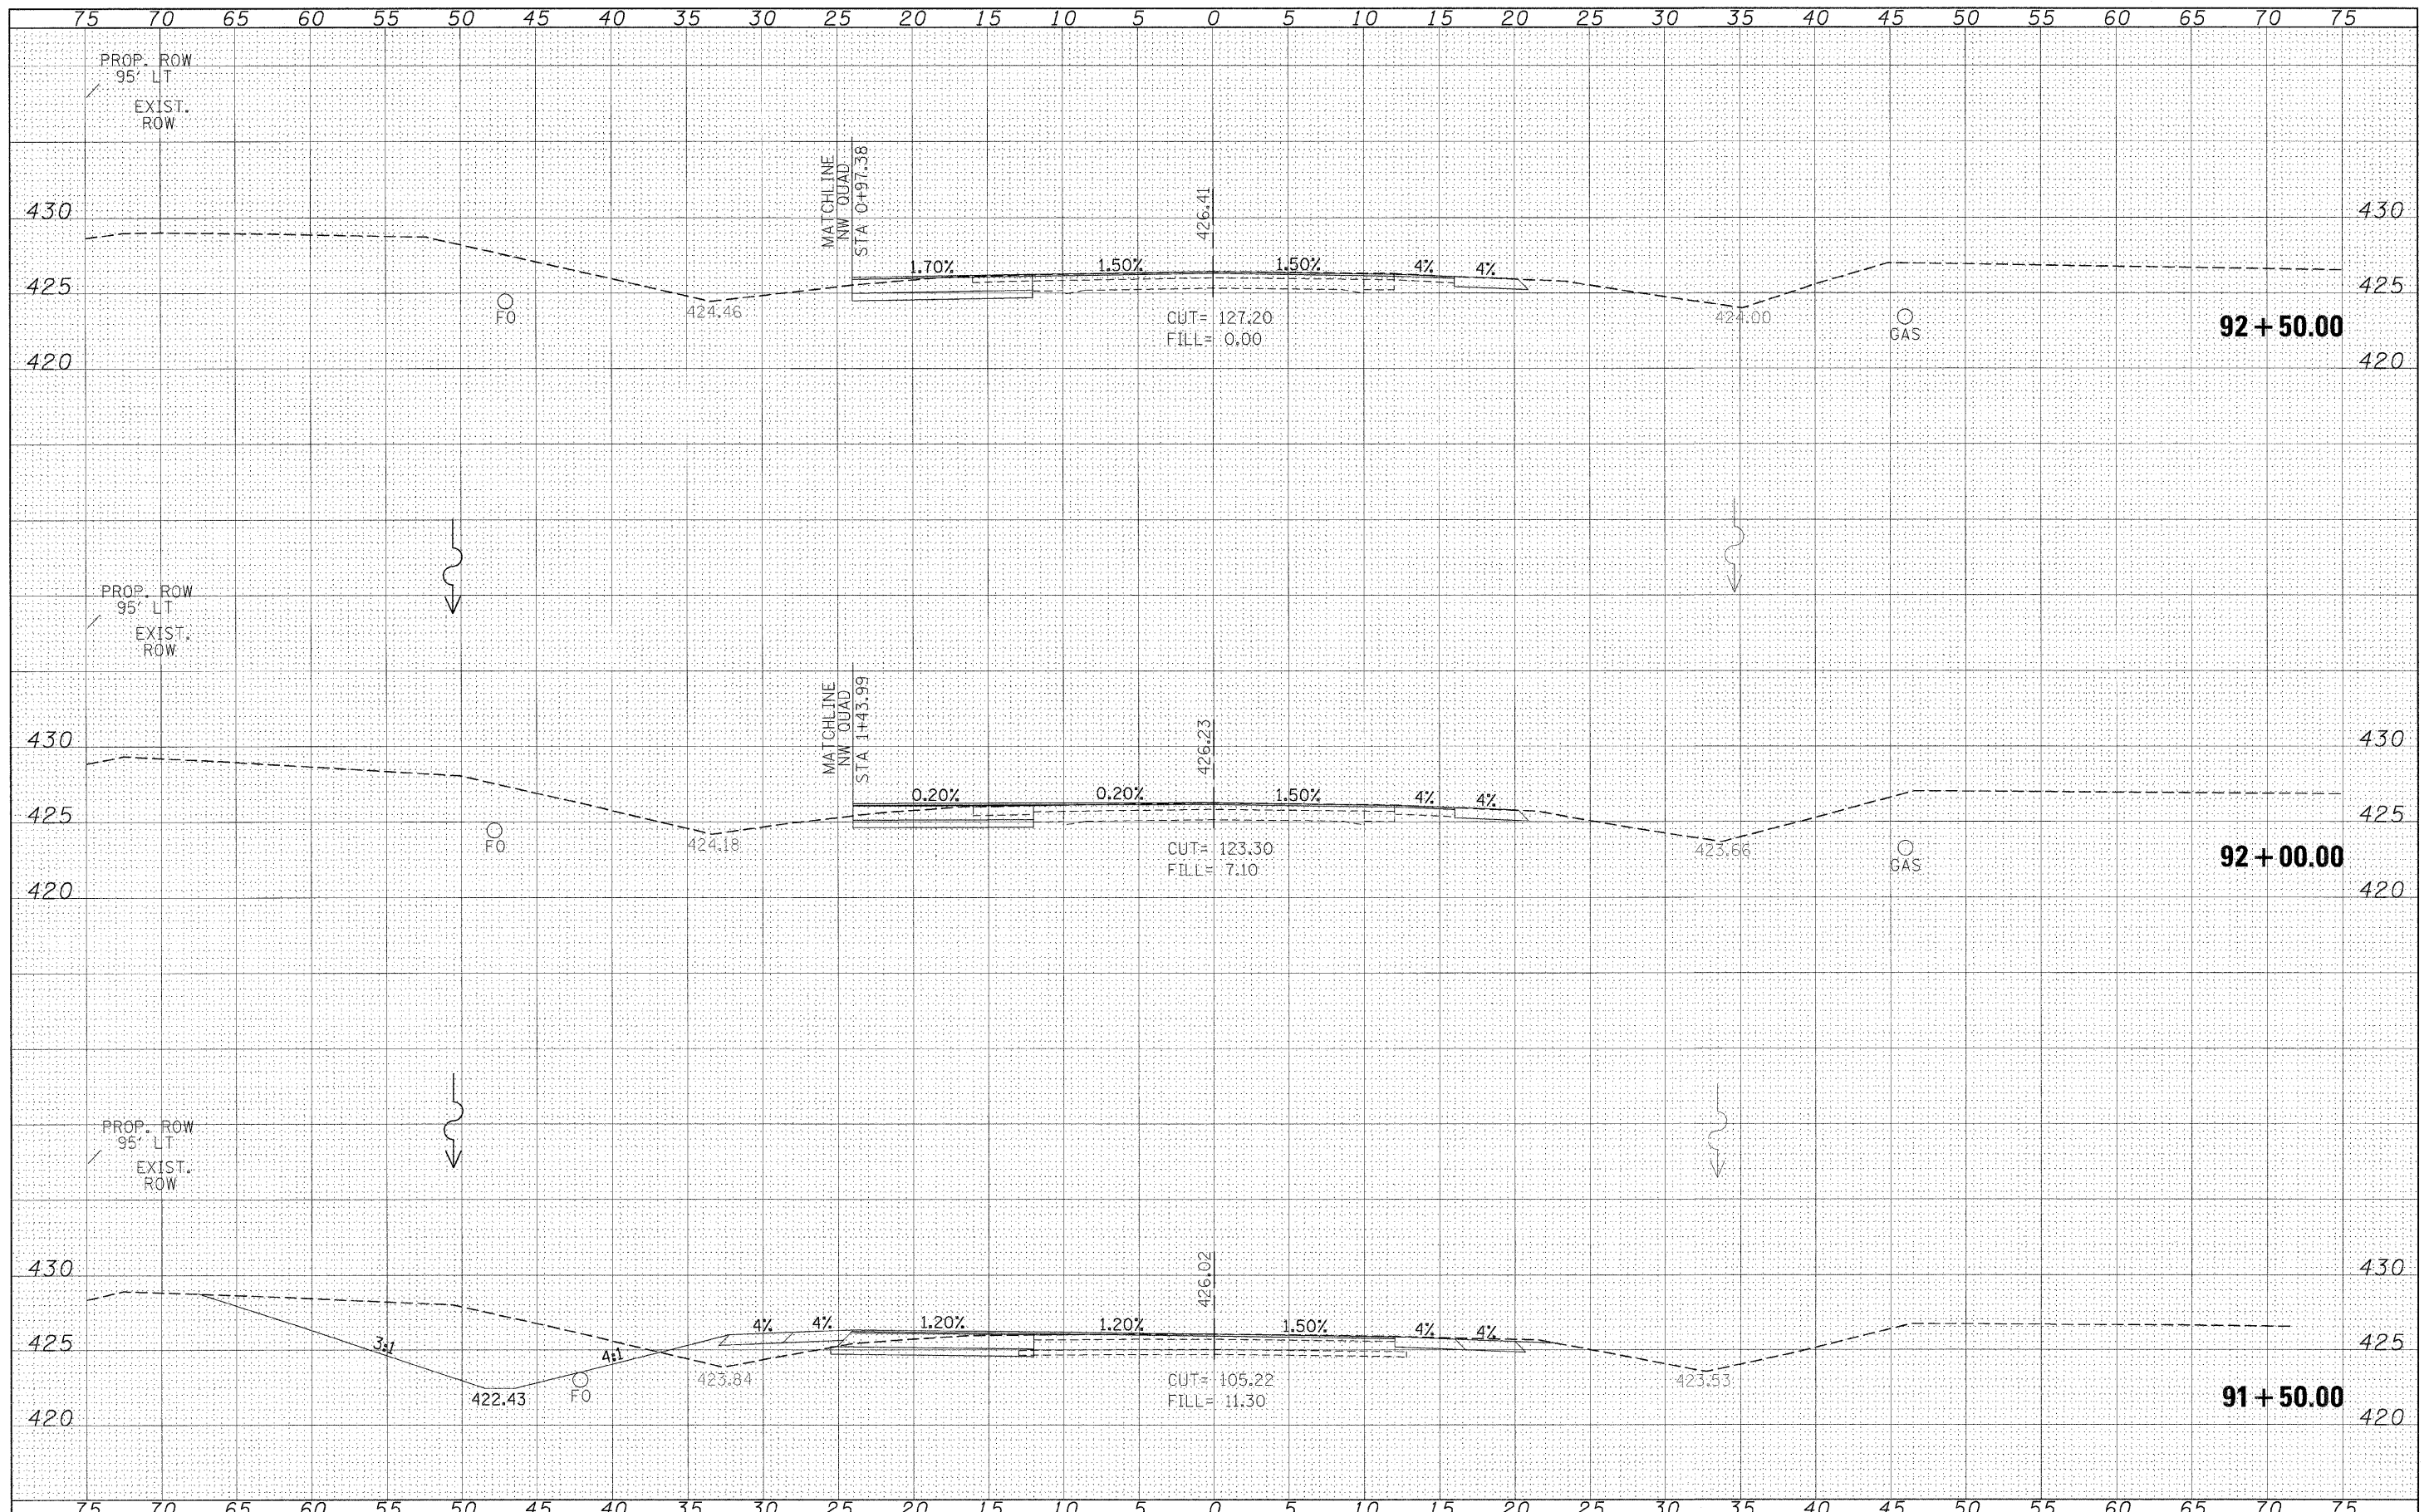 75 70 65 60 55 50 45 40 35 30 25 20 15 10 5 0 5 10 15 20 25 30 35 40 45 50 55 60 65 70 75
PROP. ROW
95' LT
EXIST.
ROW
MATCHLINE
NW QUAD
STA 0+97.38
426.41
430 430
1.70% 1.50% 1.50% 4% 4%
425 425
FO
424.46
CUT= 127.20
FILL= 0.00
424.00
GAS
92+50.00
420 420
PROP. ROW
95' LT
EXIST.
ROW
MATCHLINE
NW QUAD
STA 1+43.99
426.23
430 430
0.20% 0.20% 1.50% 4% 4%
425 425
FO
424.18
CUT= 123.30
FILL= 7.10
423.66
GAS
92+00.00
420 420
PROP. ROW
95' LT
EXIST.
ROW
426.02
430 430
4% 4% 1.20% 1.20% 1.50% 4% 4%
3:1
4:1
425 425
422.43
FO
423.84
CUT= 105.22
FILL= 11.30
423.53
91+50.00
420 420
75 70 65 60 55 50 45 40 35 30 25 20 15 10 5 0 5 10 15 20 25 30 35 40 45 50 55 60 65 70 75